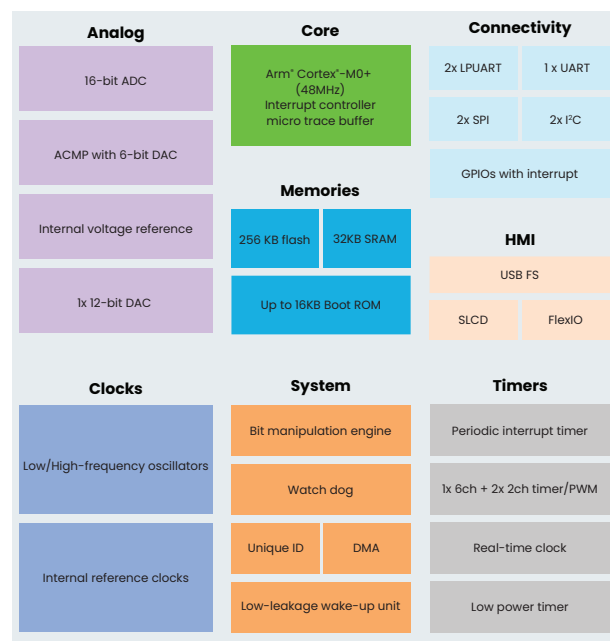 Analog
16-bit ADC
ACMP with 6-bit DAC
Internal voltage reference
1x 12-bit DAC
Core
Arm® Cortex®-M0+
(48MHz)
Interrupt controller
micro trace buffer
Memories
256 KB flash
32KB SRAM
Up to 16KB Boot ROM
Connectivity
2x LPUART
1 x UART
2x SPI
2x I²C
GPIOs with interrupt
HMI
USB FS
SLCD
FlexIO
Clocks
Low/High-frequency oscillators
Internal reference clocks
System
Bit manipulation engine
Watch dog
Unique ID
DMA
Low-leakage wake-up unit
Timers
Periodic interrupt timer
1x 6ch + 2x 2ch timer/PWM
Real-time clock
Low power timer